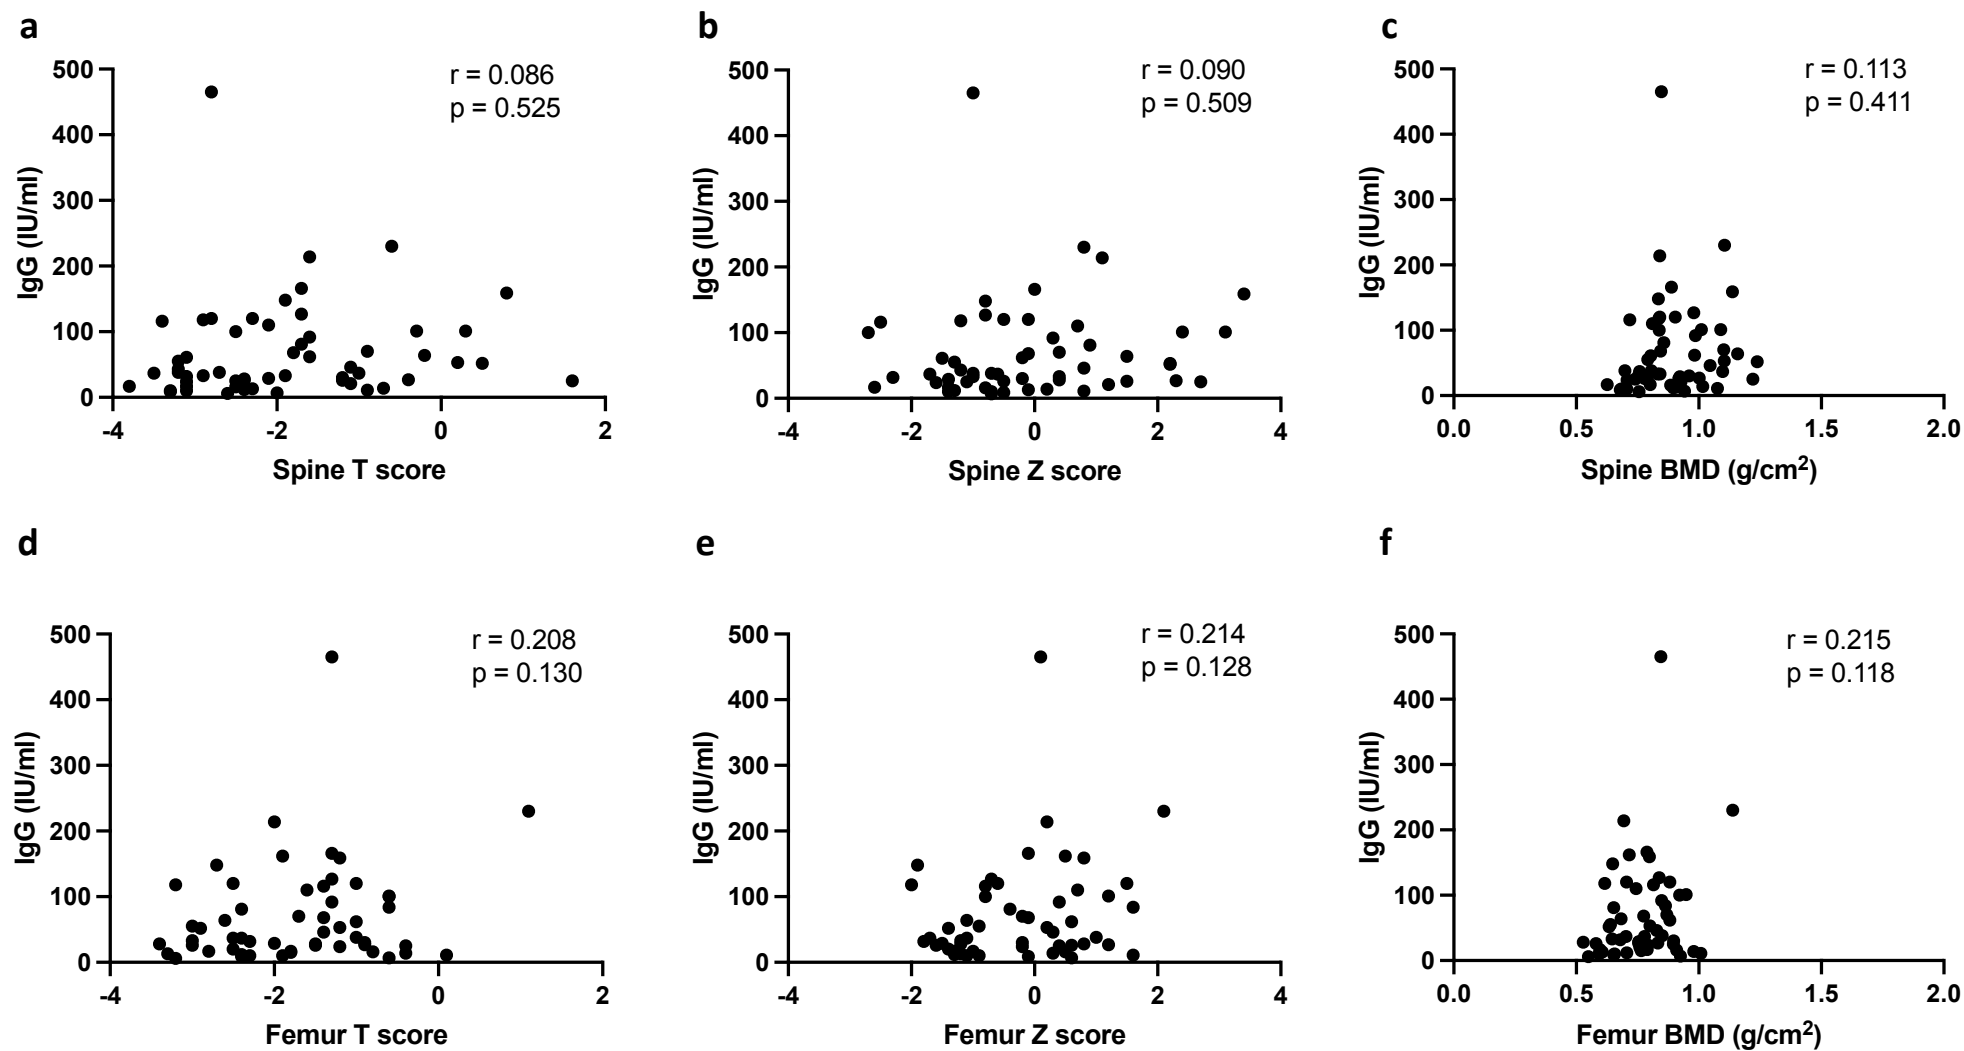 a
r = 0.086
p = 0.525
500
400
300
200
100
0
IgG (IU/ml)
-4 -2 0 2
Spine T score
b
r = 0.090
p = 0.509
500
400
300
200
100
0
IgG (IU/ml)
-4 -2 0 2 4
Spine Z score
c
r = 0.113
p = 0.411
500
400
300
200
100
0
IgG (IU/ml)
0.0 0.5 1.0 1.5 2.0
Spine BMD (g/cm²)
d
r = 0.208
p = 0.130
500
400
300
200
100
0
IgG (IU/ml)
-4 -2 0 2
Femur T score
e
r = 0.214
p = 0.128
500
400
300
200
100
0
IgG (IU/ml)
-4 -2 0 2 4
Femur Z score
f
r = 0.215
p = 0.118
500
400
300
200
100
0
IgG (IU/ml)
0.0 0.5 1.0 1.5 2.0
Femur BMD (g/cm²)